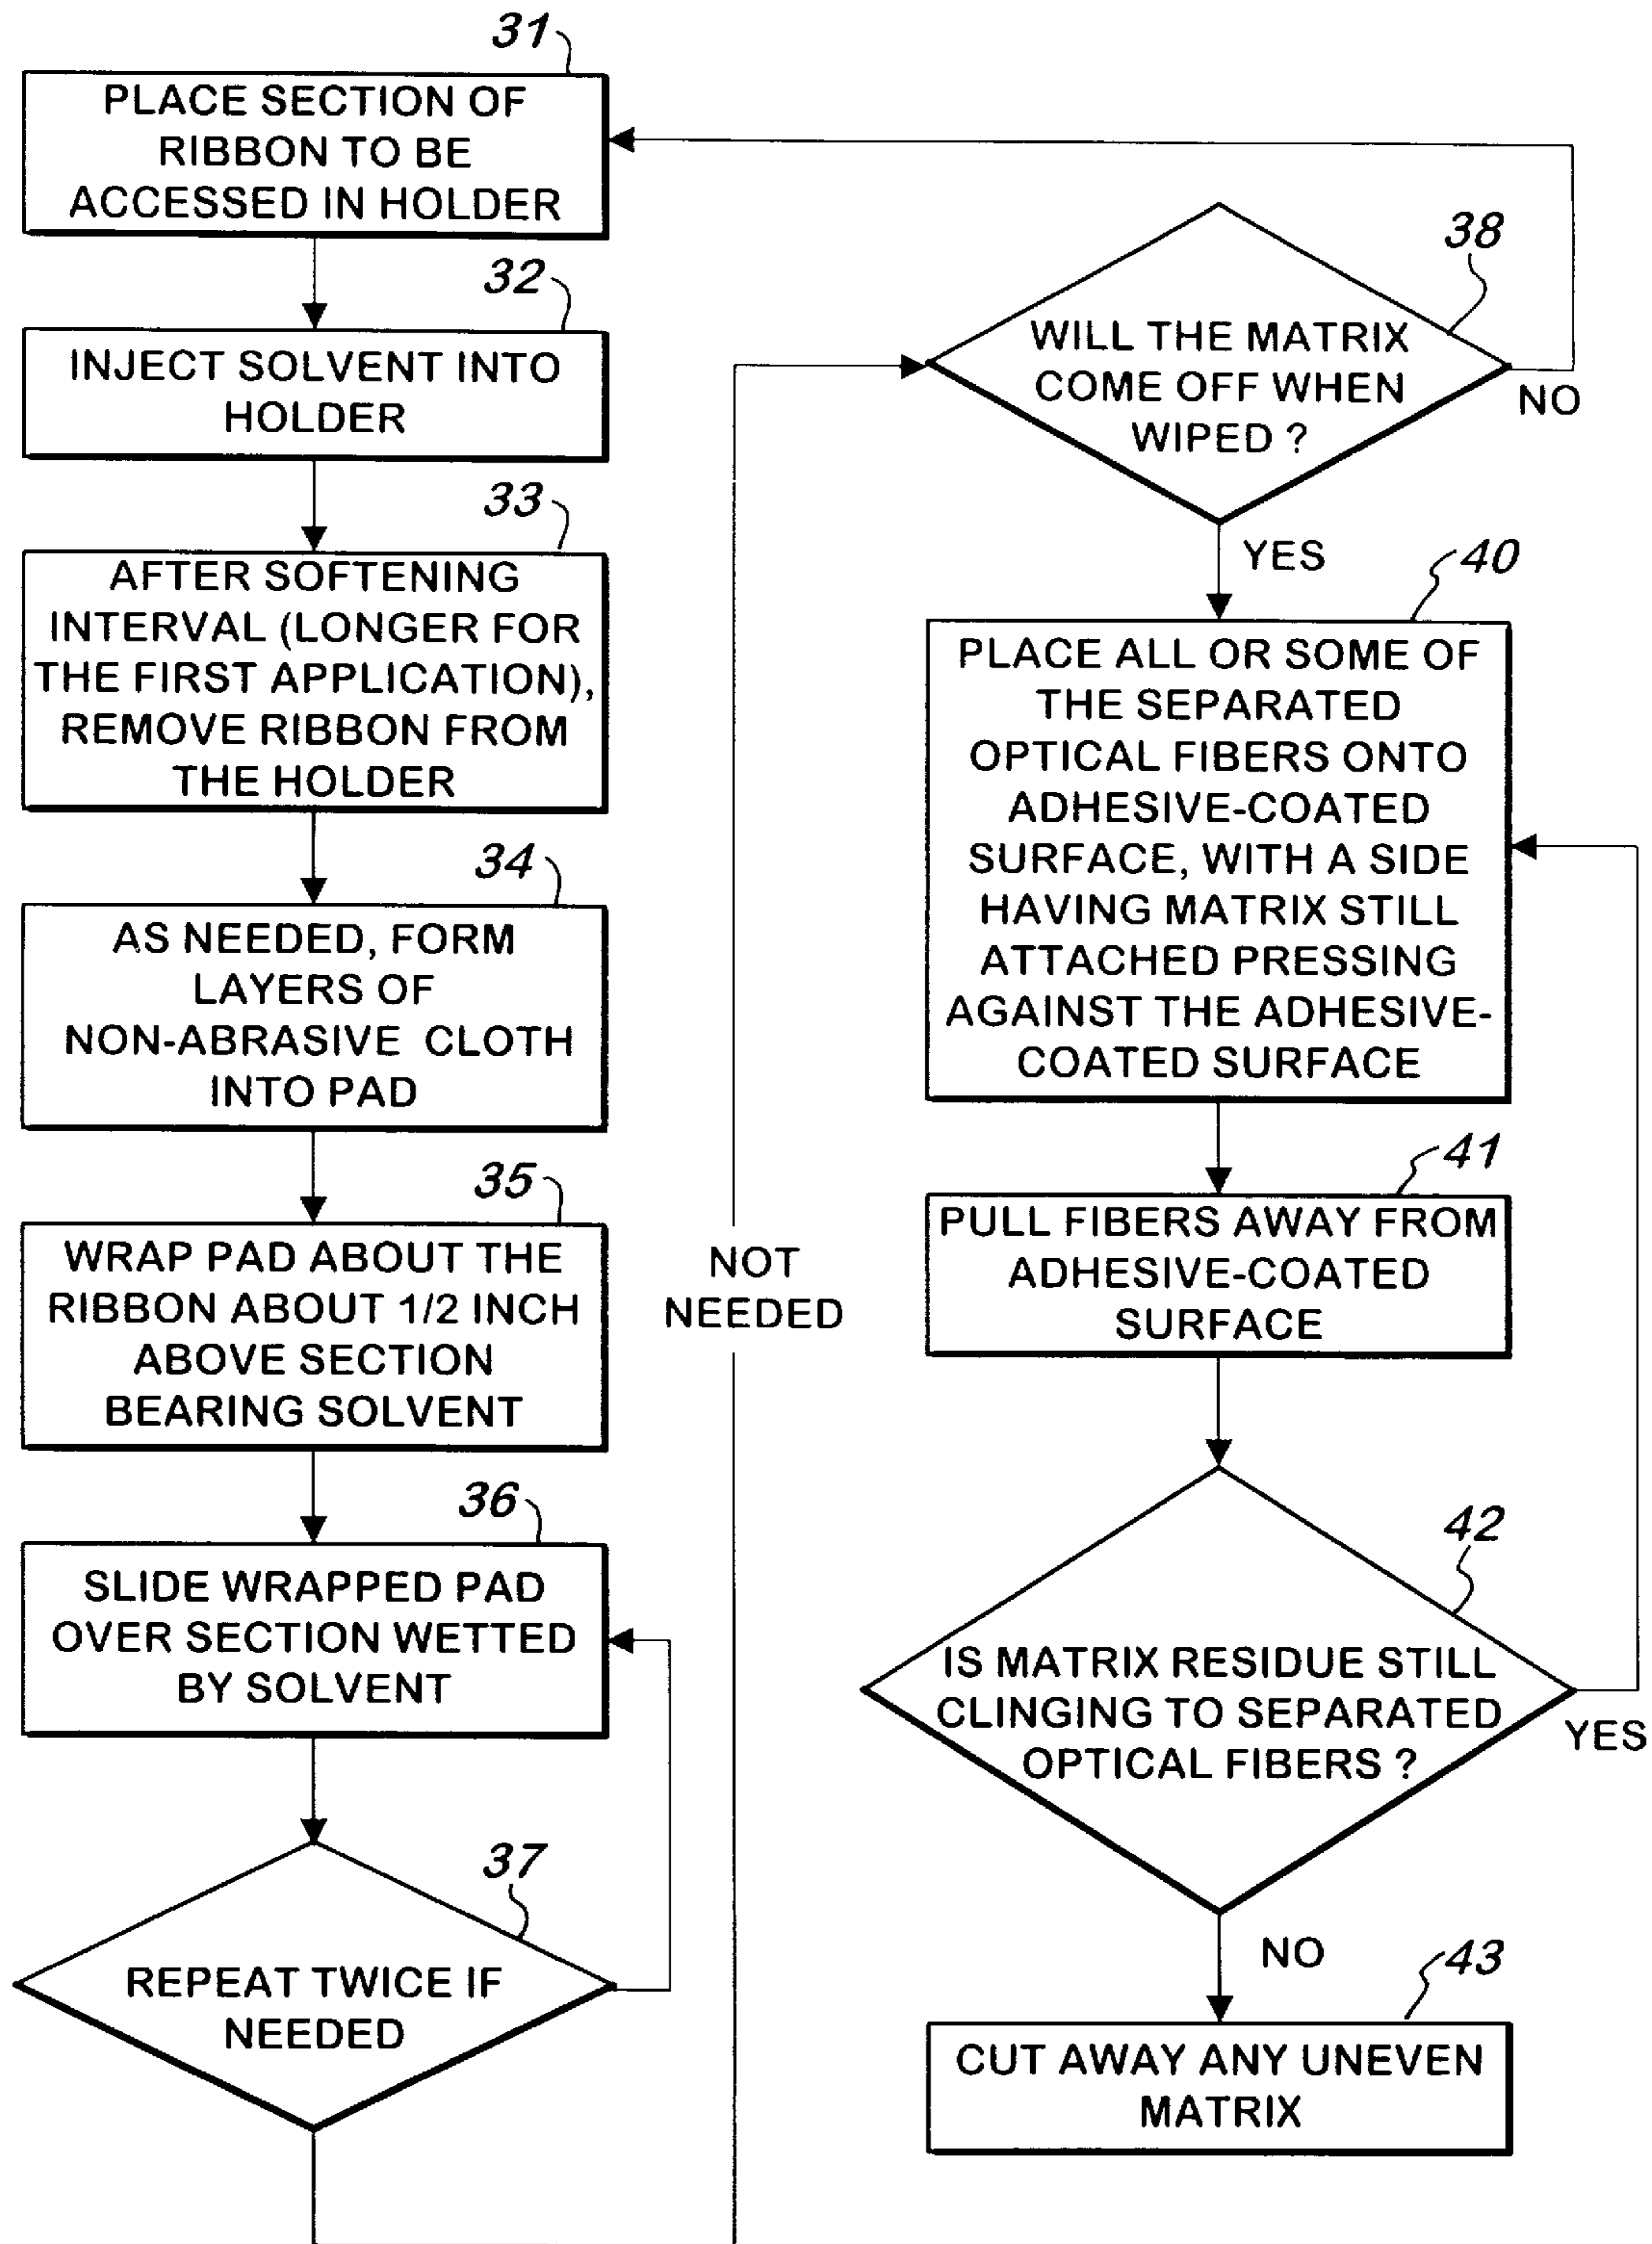 31
PLACE SECTION OF
RIBBON TO BE
ACCESSED IN HOLDER
32
INJECT SOLVENT INTO
HOLDER
33
AFTER SOFTENING
INTERVAL (LONGER FOR
THE FIRST APPLICATION),
REMOVE RIBBON FROM
THE HOLDER
34
AS NEEDED, FORM
LAYERS OF
NON-ABRASIVE CLOTH
INTO PAD
35
WRAP PAD ABOUT THE
RIBBON ABOUT 1/2 INCH
ABOVE SECTION
BEARING SOLVENT
36
SLIDE WRAPPED PAD
OVER SECTION WETTED
BY SOLVENT
37
REPEAT TWICE IF
NEEDED
NOT
NEEDED
38
WILL THE MATRIX
COME OFF WHEN
WIPED ?
NO
YES
40
PLACE ALL OR SOME OF
THE SEPARATED
OPTICAL FIBERS ONTO
ADHESIVE-COATED
SURFACE, WITH A SIDE
HAVING MATRIX STILL
ATTACHED PRESSING
AGAINST THE ADHESIVE-
COATED SURFACE
41
PULL FIBERS AWAY FROM
ADHESIVE-COATED
SURFACE
42
IS MATRIX RESIDUE STILL
CLINGING TO SEPARATED
OPTICAL FIBERS ?
YES
NO
43
CUT AWAY ANY UNEVEN
MATRIX